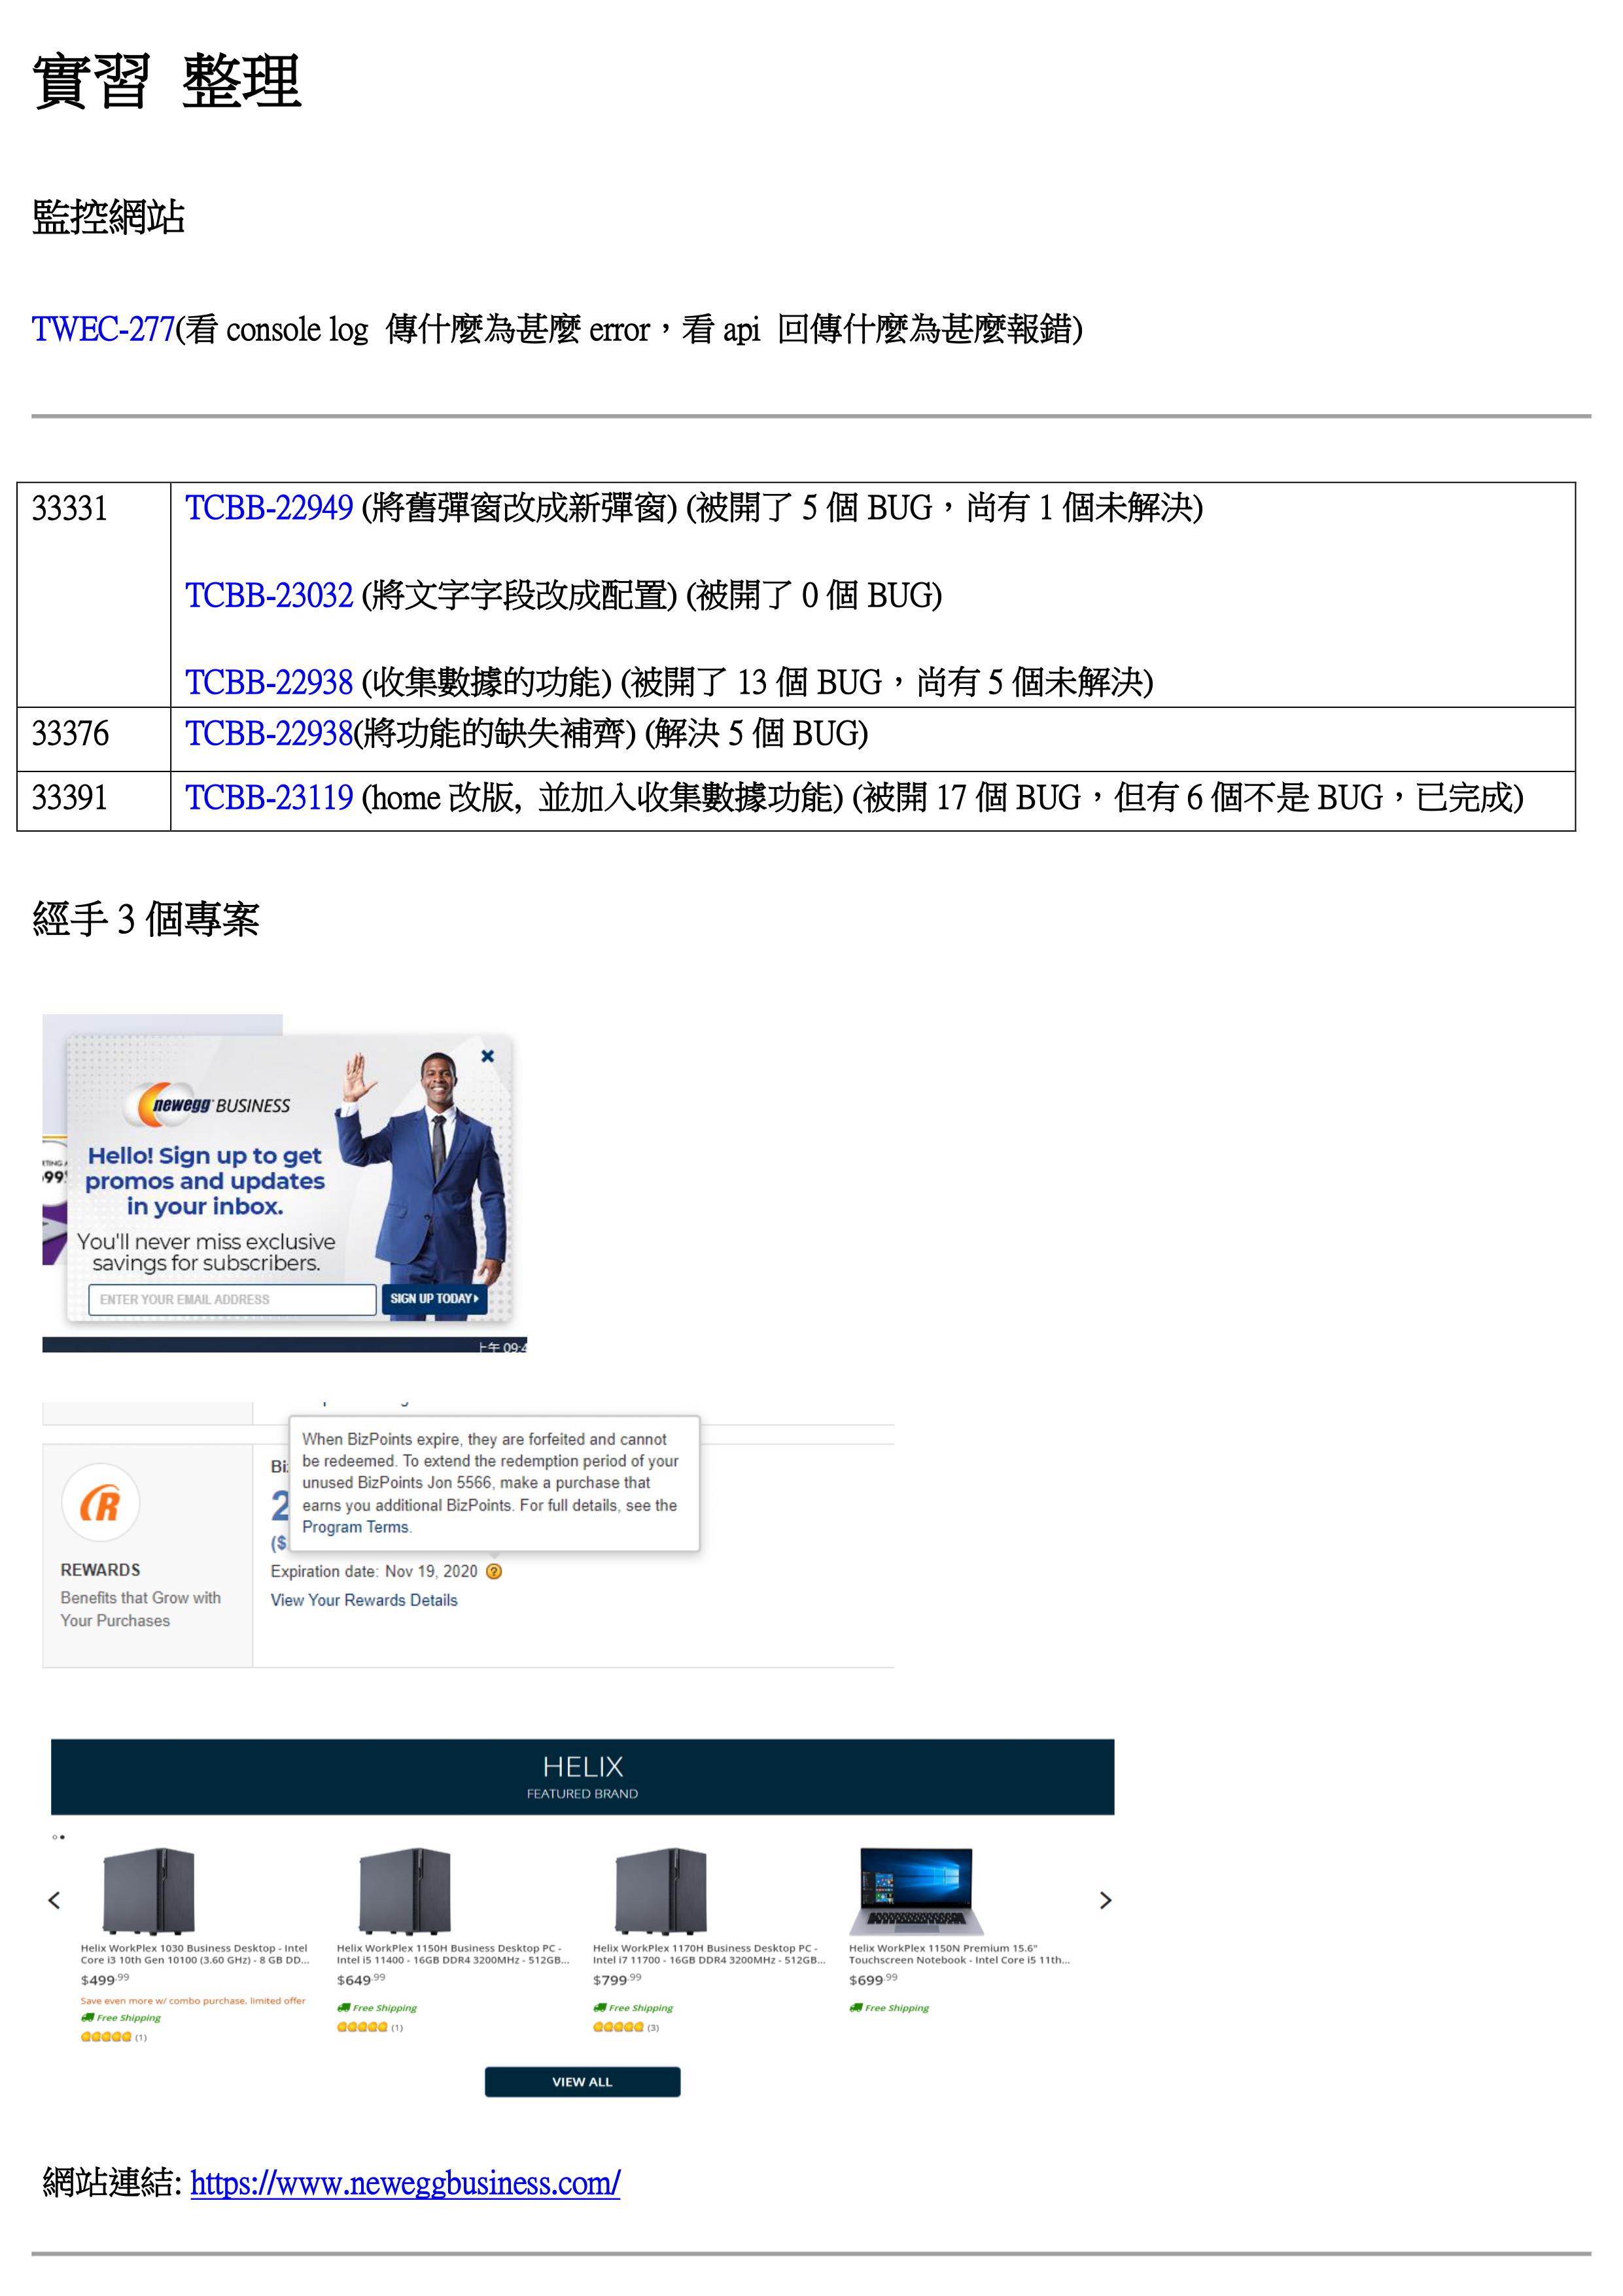 實習 整理
監控網站
TWEC-277(看 console log 傳什麼為甚麼 error，看 api 回傳什麼為甚麼報錯)
33331
TCBB-22949 (將舊彈窗改成新彈窗) (被開了 5 個 BUG，尚有 1 個未解決)
TCBB-23032 (將文字字段改成配置) (被開了 0 個 BUG)
TCBB-22938 (收集數據的功能) (被開了 13 個 BUG，尚有 5 個未解決)
33376
TCBB-22938(將功能的缺失補齊) (解決 5 個 BUG)
33391
TCBB-23119 (home 改版, 並加入收集數據功能) (被開 17 個 BUG，但有 6 個不是 BUG，已完成)
經手 3 個專案
newegg BUSINESS
Hello! Sign up to get
promos and updates
in your inbox.
You'll never miss exclusive
savings for subscribers.
ENTER YOUR EMAIL ADDRESS
SIGN UP TODAY
上午 09:4
When BizPoints expire, they are forfeited and cannot
be redeemed. To extend the redemption period of your
unused BizPoints Jon 5566, make a purchase that
earns you additional BizPoints. For full details, see the
Program Terms.
Bi
2
($
R
REWARDS
Benefits that Grow with
Your Purchases
Expiration date: Nov 19, 2020 ?
View Your Rewards Details
HELIX
FEATURED BRAND
Helix WorkPlex 1030 Business Desktop - Intel
Core i3 10th Gen 10100 (3.60 GHz) - 8 GB DD...
$499.99
Save even more w/ combo purchase, limited offer
Free Shipping
(1)
Helix WorkPlex 1150H Business Desktop PC -
Intel i5 11400 - 16GB DDR4 3200MHz - 512GB...
$649.99
Free Shipping
(1)
Helix WorkPlex 1170H Business Desktop PC -
Intel i7 11700 - 16GB DDR4 3200MHz - 512GB...
$799.99
Free Shipping
(3)
Helix WorkPlex 1150N Premium 15.6"
Touchscreen Notebook - Intel Core i5 11th...
$699.99
Free Shipping
VIEW ALL
網站連結: https://www.neweggbusiness.com/